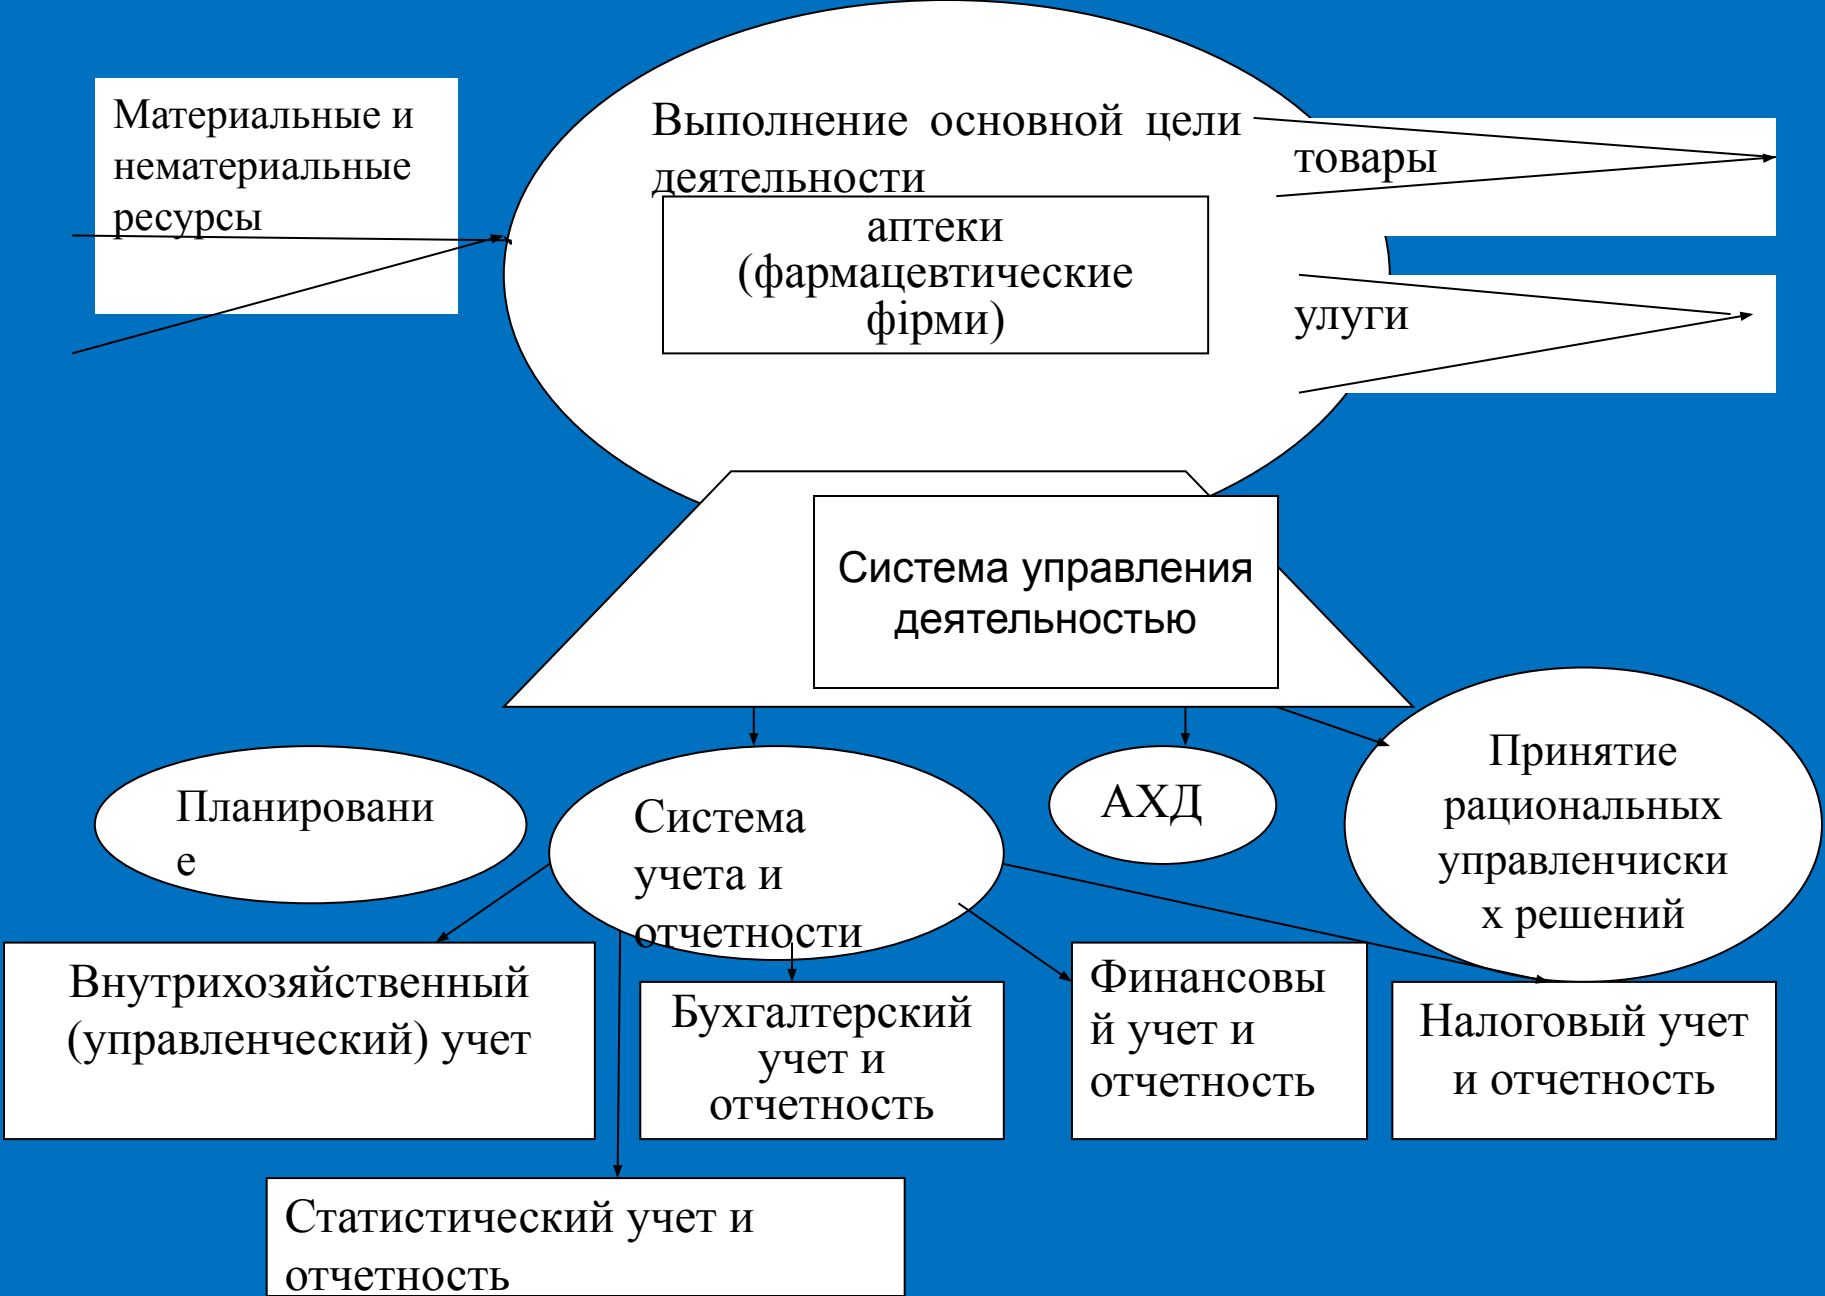 Материальные и
нематериальные
ресурсы
Выполнение основной цели
деятельности
аптеки
(фармацевтические
фірми)
товары
улуги
Система управления
деятельностью
Планировани
е
Система
учета и
отчетности
АХД
Принятие
рациональных
управленчиски
х решений
Внутрихозяйственный
(управленческий) учет
Бухгалтерский
учет и
отчетность
Финансовы
й учет и
отчетность
Налоговый учет
и отчетность
Статистический учет и
отчетность